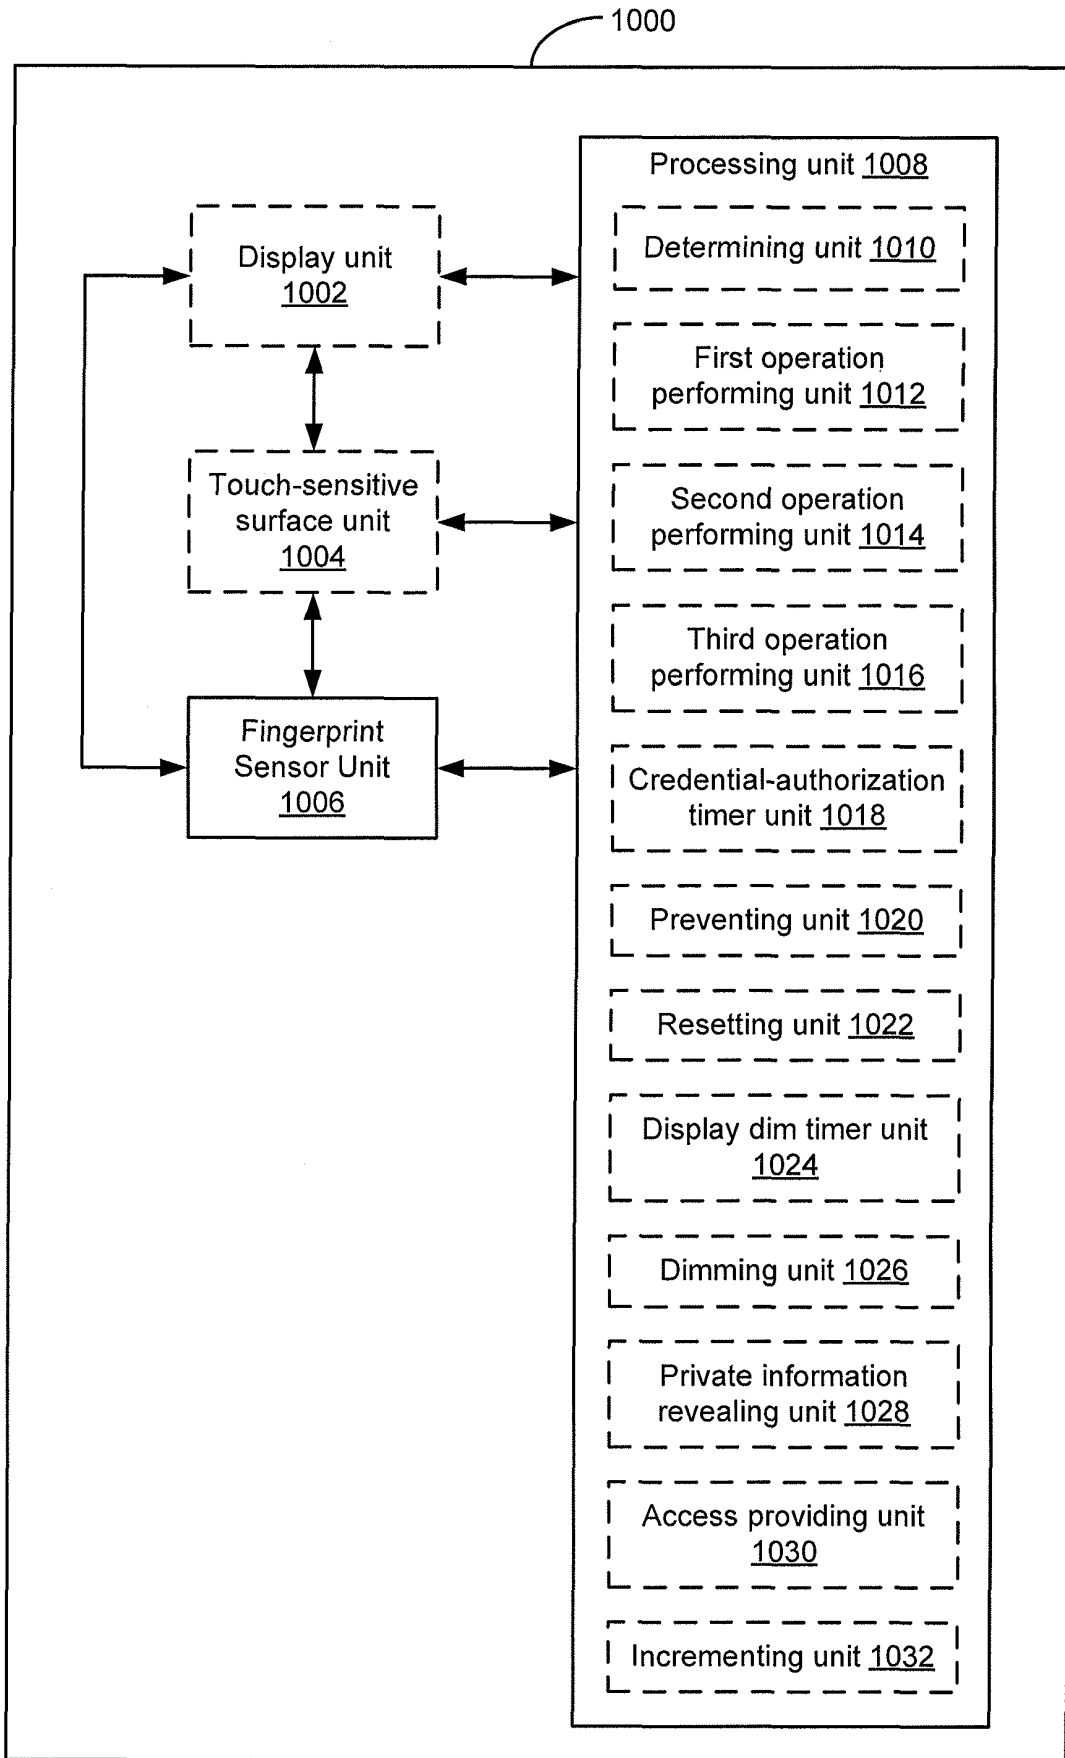 1000
Processing unit 1008
Display unit
1002
Touch-sensitive
surface unit
1004
Fingerprint
Sensor Unit
1006
Determining unit 1010
First operation
performing unit 1012
Second operation
performing unit 1014
Third operation
performing unit 1016
Credential-authorization
timer unit 1018
Preventing unit 1020
Resetting unit 1022
Display dim timer unit
1024
Dimming unit 1026
Private information
revealing unit 1028
Access providing unit
1030
Incrementing unit 1032